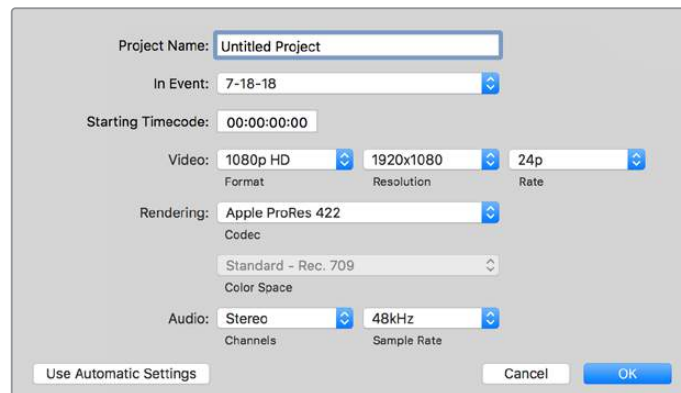 Project Name: Untitled Project
In Event: 7-18-18
Starting Timecode: 00:00:00:00
Video: 1080p HD 1920x1080 24p
Format Resolution Rate
Rendering: Apple ProRes 422
Codec
Standard - Rec. 709
Color Space
Audio: Stereo 48kHz
Channels Sample Rate
Use Automatic Settings Cancel OK